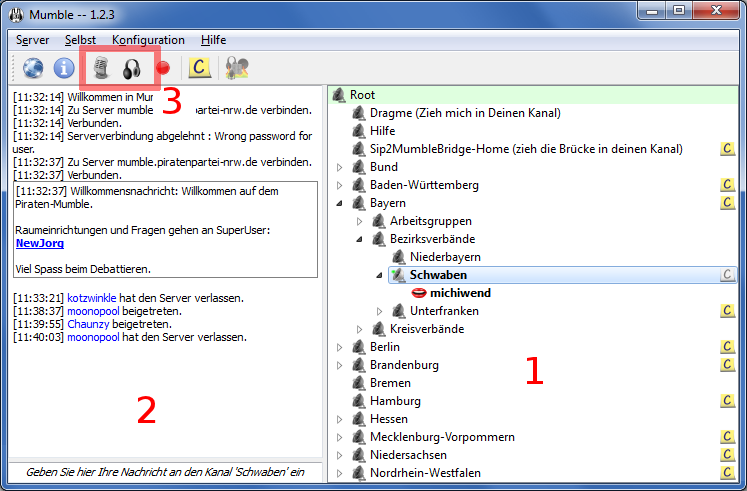 Mumble -- 1.2.3
Server Selbst Konfiguration Hilfe
C
3
[11:32:14] Willkommen in Mum
[11:32:14] Zu Server mumble. artei-nrw.de verbinden.
[11:32:14] Verbunden.
[11:32:14] Serververbindung abgelehnt : Wrong password for
user.
[11:32:37] Zu Server mumble.piratenpartei-nrw.de verbinden.
[11:32:37] Verbunden.
[11:32:37] Willkommensnachricht: Willkommen auf dem
Piraten-Mumble.
Raumeinrichtungen und Fragen gehen an SuperUser:
NewJorg
Viel Spass beim Debattieren.
[11:33:21] kotzwinkle hat den Server verlassen.
[11:38:37] moonopool beigetreten.
[11:39:55] Chaunzy beigetreten.
[11:40:03] moonopool hat den Server verlassen.
2
Geben Sie hier Ihre Nachricht an den Kanal 'Schwaben' ein
Root
Dragme (Zieh mich in Deinen Kanal)
Hilfe
Sip2MumbleBridge-Home (zieh die Brücke in deinen Kanal) C
Bund
Baden-Württemberg C
Bayern C
Arbeitsgruppen
Bezirksverbände
Niederbayern
Schwaben C
michiwend
Unterfranken C
Kreisverbände
Berlin C
Brandenburg C
Bremen
Hamburg C
Hessen
Mecklenburg-Vorpommern C
Niedersachsen C
Nordrhein-Westfalen C
1